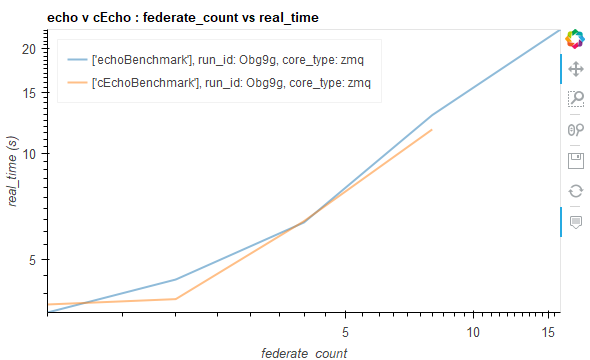 echo v cEcho : federate_count vs real_time
['echoBenchmark'], run_id: Obg9g, core_type: zmq
['cEchoBenchmark'], run_id: Obg9g, core_type: zmq
real_time (s)
20
15
10
5
5
10
15
federate_count